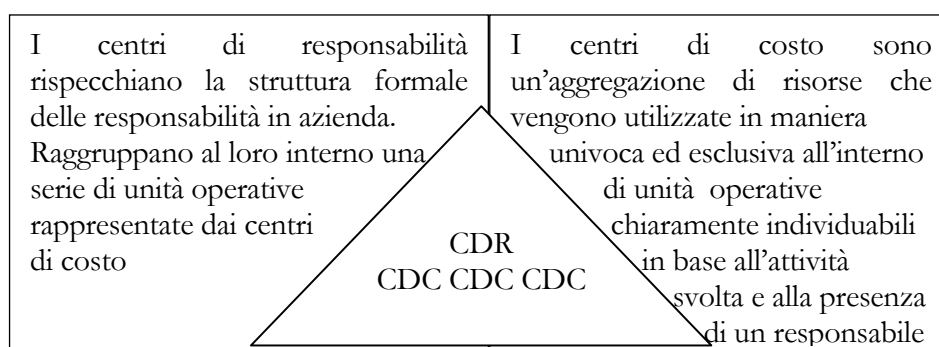 I centri di responsabilità
rispecchiano la struttura formale
delle responsabilità in azienda.
Raggruppano al loro interno una
serie di unità operative
rappresentate dai centri
di costo
I centri di costo sono
un’aggregazione di risorse che
vengono utilizzate in maniera
univoca ed esclusiva all’interno
di unità operative
chiaramente individuabili
in base all’attività
svolta e alla presenza
di un responsabile
CDR
CDC CDC CDC